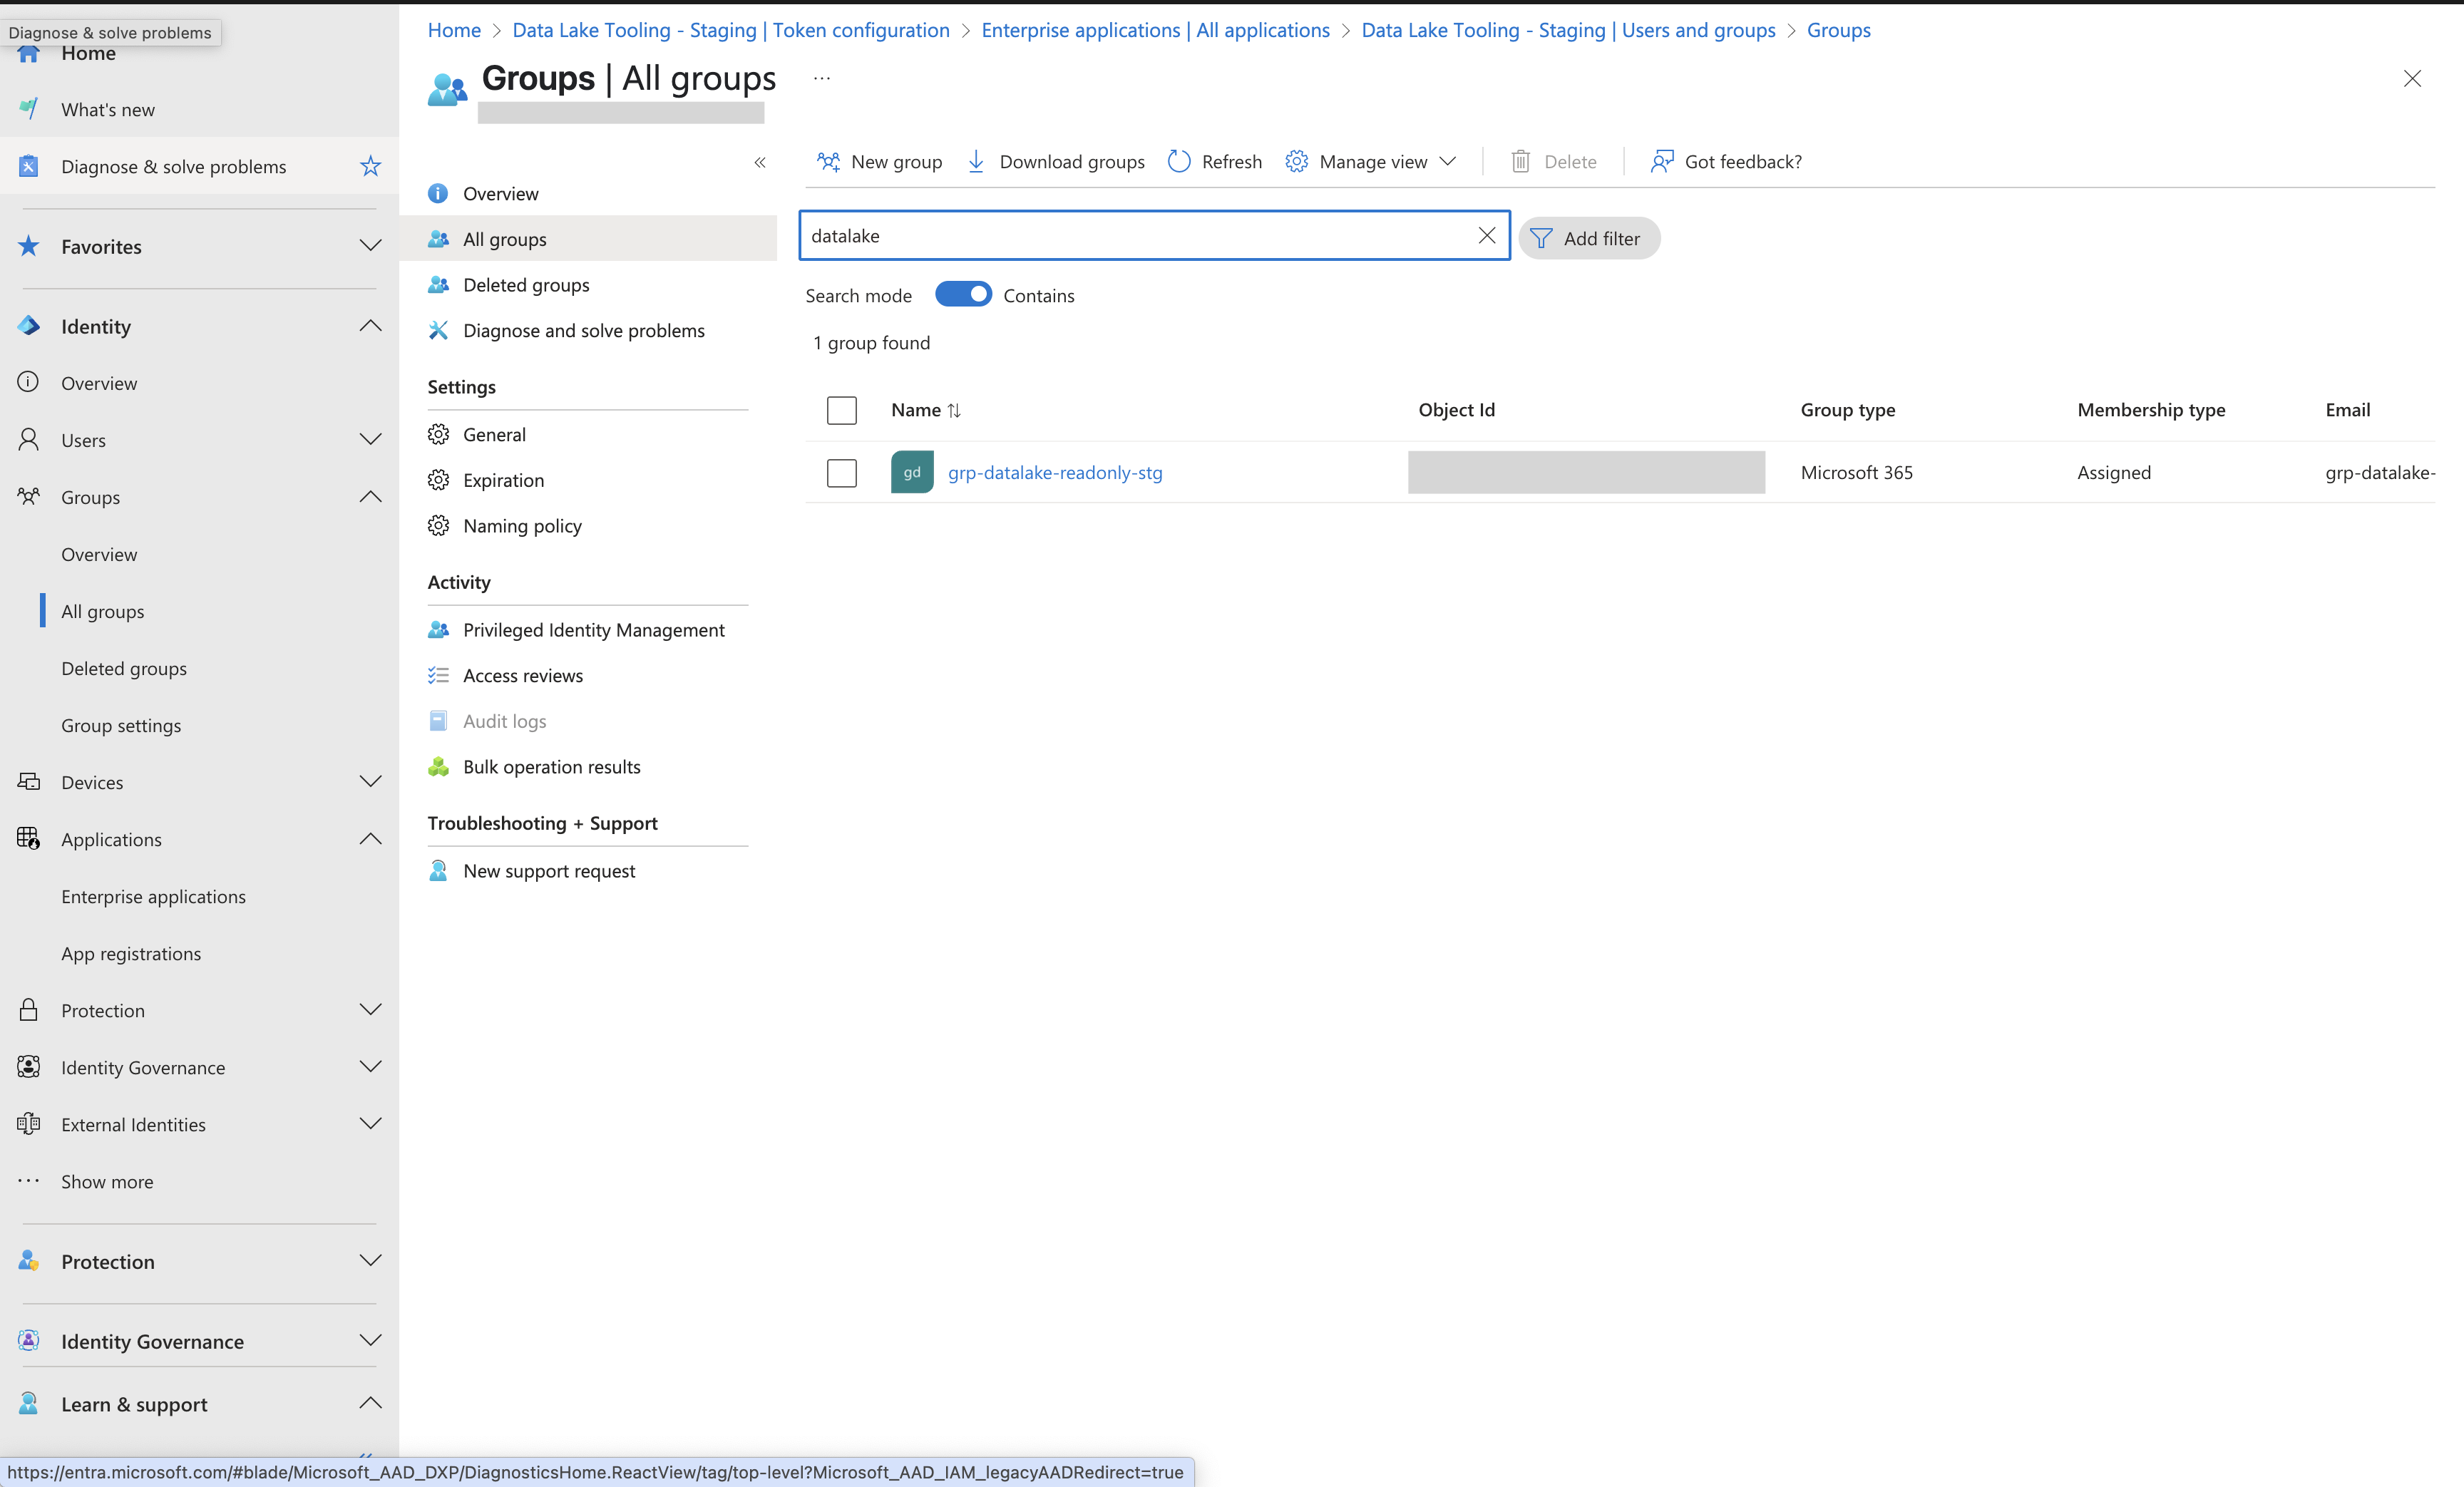 Diagnose & solve problems
Home
What's new
Diagnose & solve problems
Favorites
Identity
Overview
Users
Groups
Overview
All groups
Deleted groups
Group settings
Devices
Applications
Enterprise applications
App registrations
Protection
Identity Governance
External Identities
Show more
Protection
Identity Governance
Learn & support
https://entra.microsoft.com/#blade/Microsoft_AAD_DXP/DiagnosticsHome.ReactView/tag/top-level?Microsoft_AAD_IAM_legacyAADRedirect=true
Home > Data Lake Tooling - Staging | Token configuration > Enterprise applications | All applications > Data Lake Tooling - Staging | Users and groups > Groups
Groups | All groups ...
Overview
All groups
Deleted groups
Diagnose and solve problems
Settings
General
Expiration
Naming policy
Activity
Privileged Identity Management
Access reviews
Audit logs
Bulk operation results
Troubleshooting + Support
New support request
New group Download groups Refresh Manage view Delete Got feedback?
datalake
Add filter
Search mode Contains
1 group found
Name Object Id Group type Membership type Email
gd grp-datalake-readonly-stg Microsoft 365 Assigned grp-datalake-